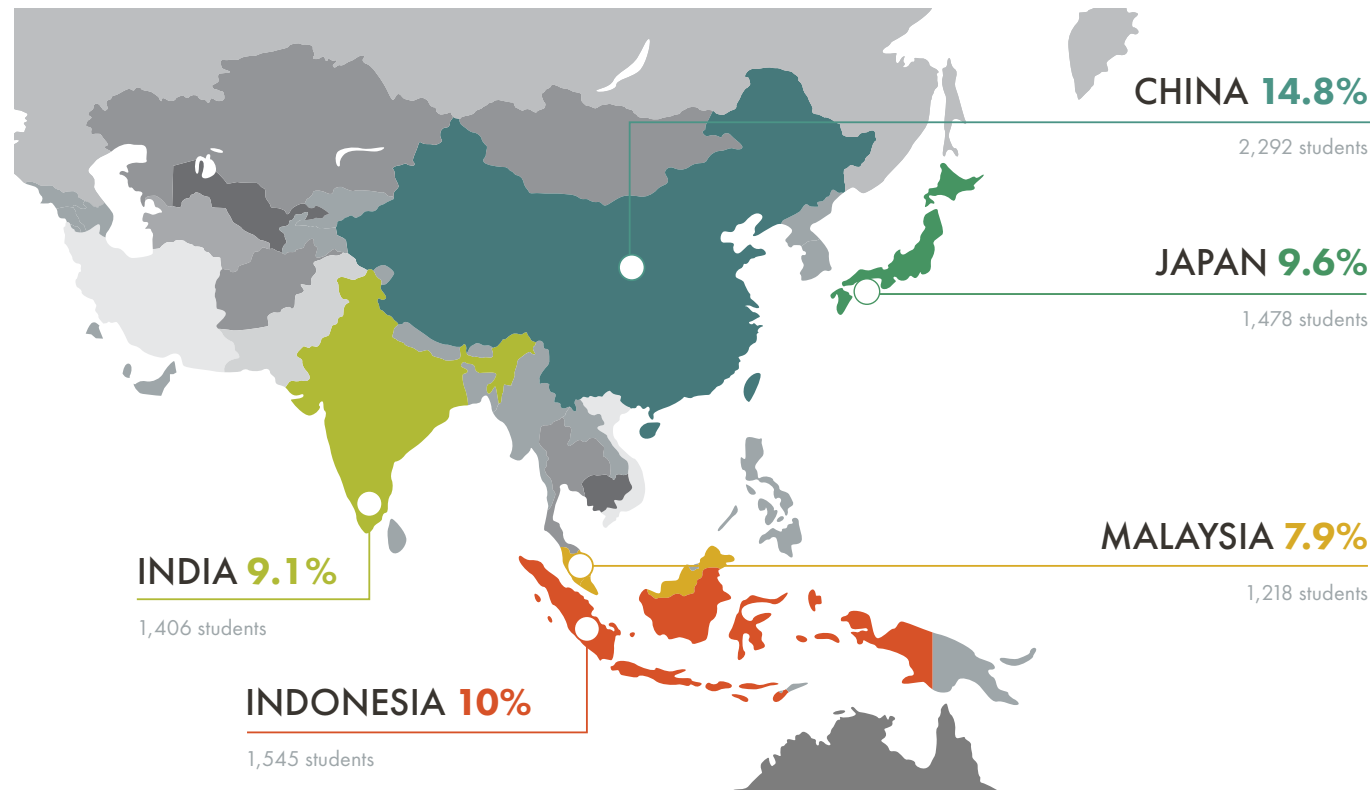 CHINA 14.8%
2,292 students
JAPAN 9.6%
1,478 students
MALAYSIA 7.9%
1,218 students
INDIA 9.1%
1,406 students
INDONESIA 10%
1,545 students